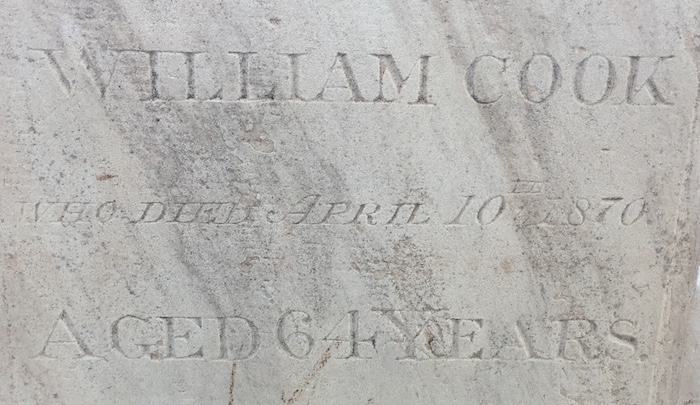 WILLIAM COOK
WHO DIED APRIL 10TH 1870
AGED 64 YEARS.